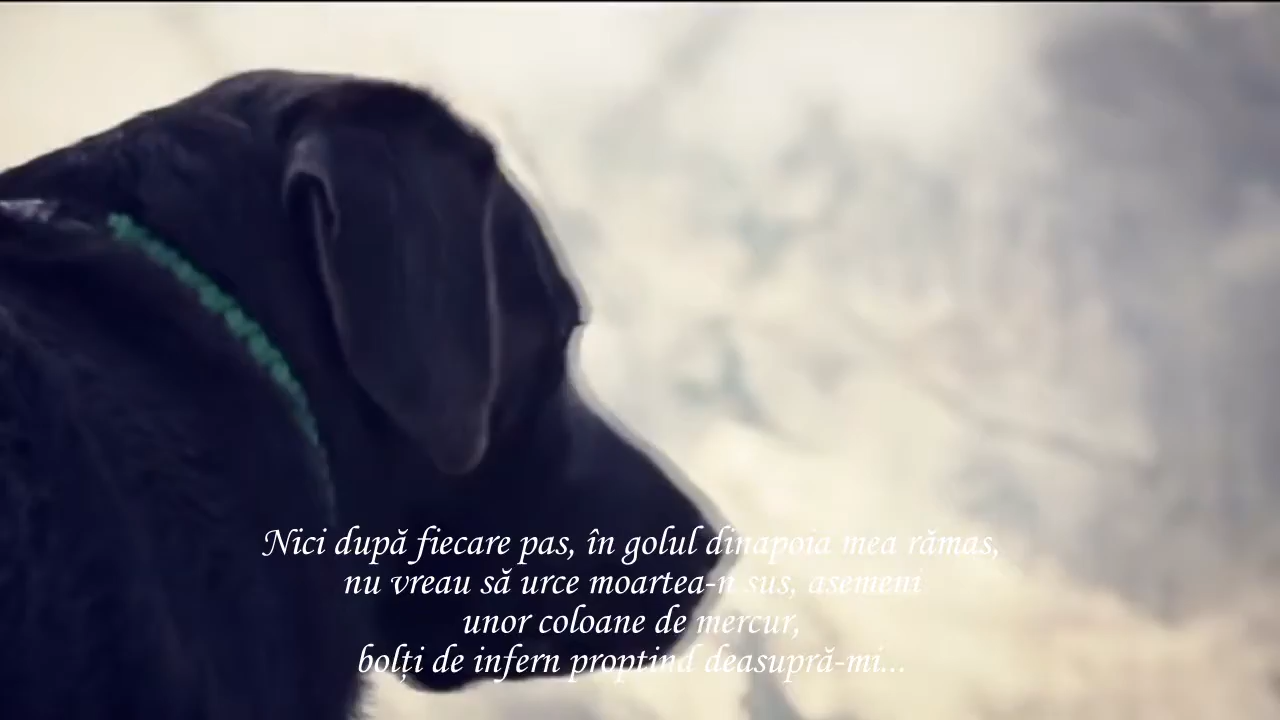 Nici după fiecare pas, în golul dinapoia mea rămas,
nu vreau să urce moartea-n sus, asemeni
unor coloane de mercur,
bolți de infern proptind deasupră-mi...